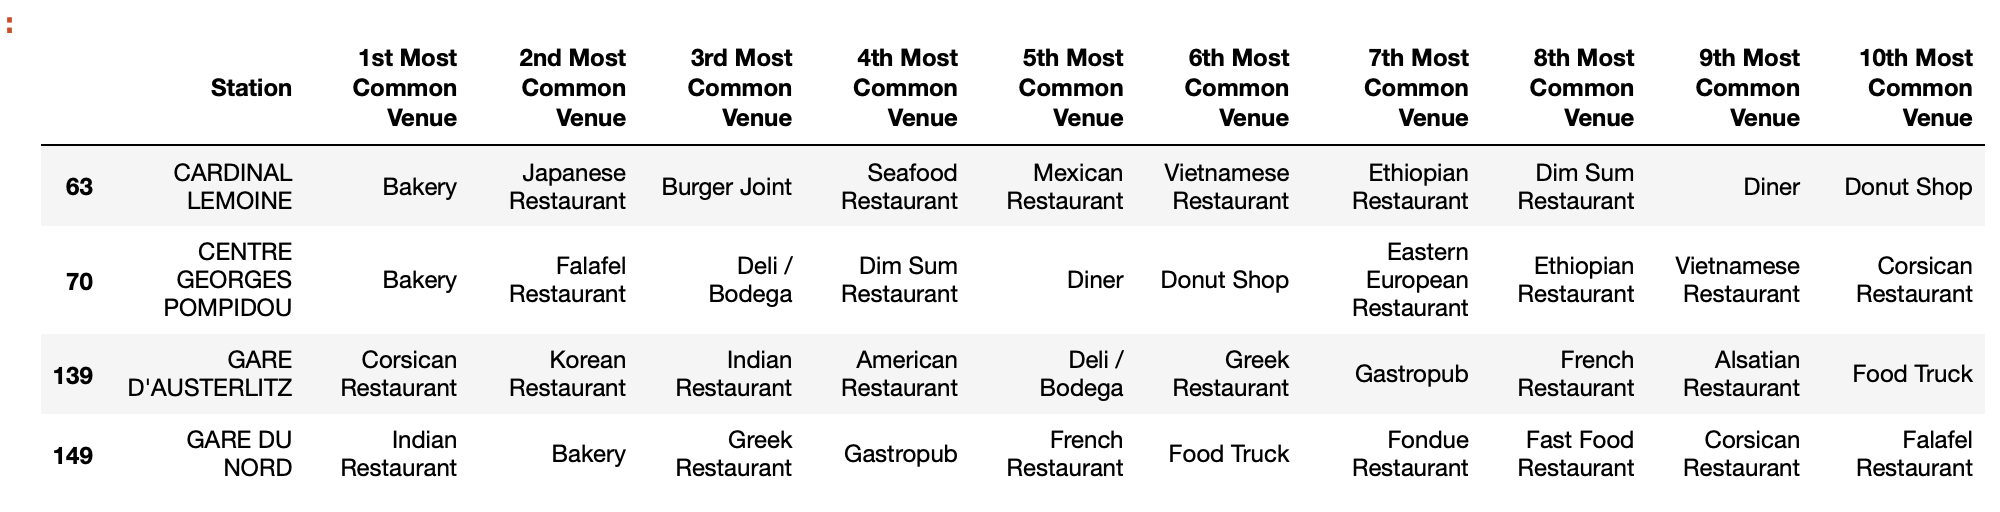 :
Station 1st Most Common Venue 2nd Most Common Venue 3rd Most Common Venue 4th Most Common Venue 5th Most Common Venue 6th Most Common Venue 7th Most Common Venue 8th Most Common Venue 9th Most Common Venue 10th Most Common Venue
63 CARDINAL LEMOINE Bakery Japanese Restaurant Burger Joint Seafood Restaurant Mexican Restaurant Vietnamese Restaurant Ethiopian Restaurant Dim Sum Restaurant Diner Donut Shop
70 CENTRE GEORGES POMPIDOU Bakery Falafel Restaurant Deli / Bodega Dim Sum Restaurant Diner Donut Shop Eastern European Restaurant Ethiopian Restaurant Vietnamese Restaurant Corsican Restaurant
139 GARE D'AUSTERLITZ Corsican Restaurant Korean Restaurant Indian Restaurant American Restaurant Deli / Bodega Greek Restaurant Gastropub French Restaurant Alsatian Restaurant Food Truck
149 GARE DU NORD Indian Restaurant Bakery Greek Restaurant Gastropub French Restaurant Food Truck Fondue Restaurant Fast Food Restaurant Corsican Restaurant Falafel Restaurant